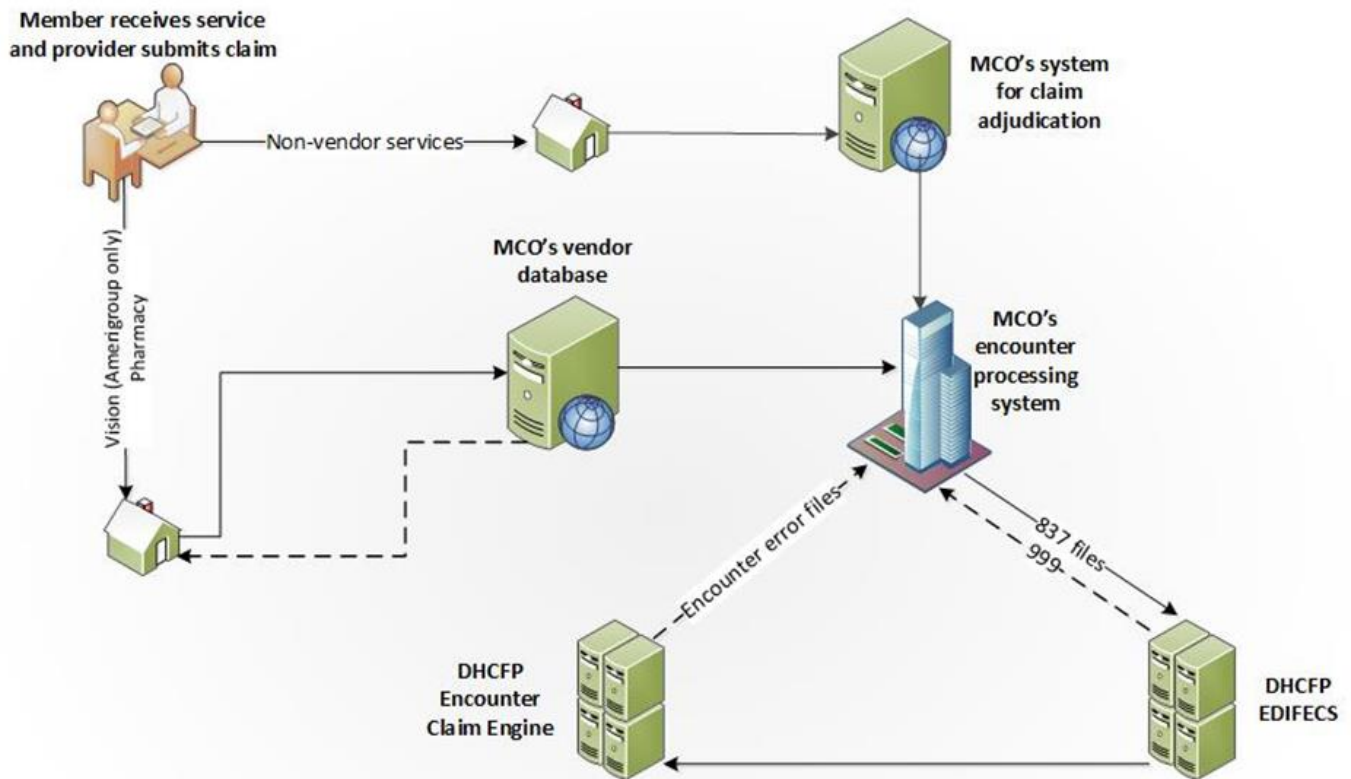 Member receives service
and provider submits claim
Non-vendor services
MCO's system
for claim
adjudication
Vision (Amerigroup only)
Pharmacy
MCO's vendor
database
MCO's
encounter
processing
system
Encounter error files
837 files
999
DHCFP
Encounter
Claim Engine
DHCFP
EDIFECS